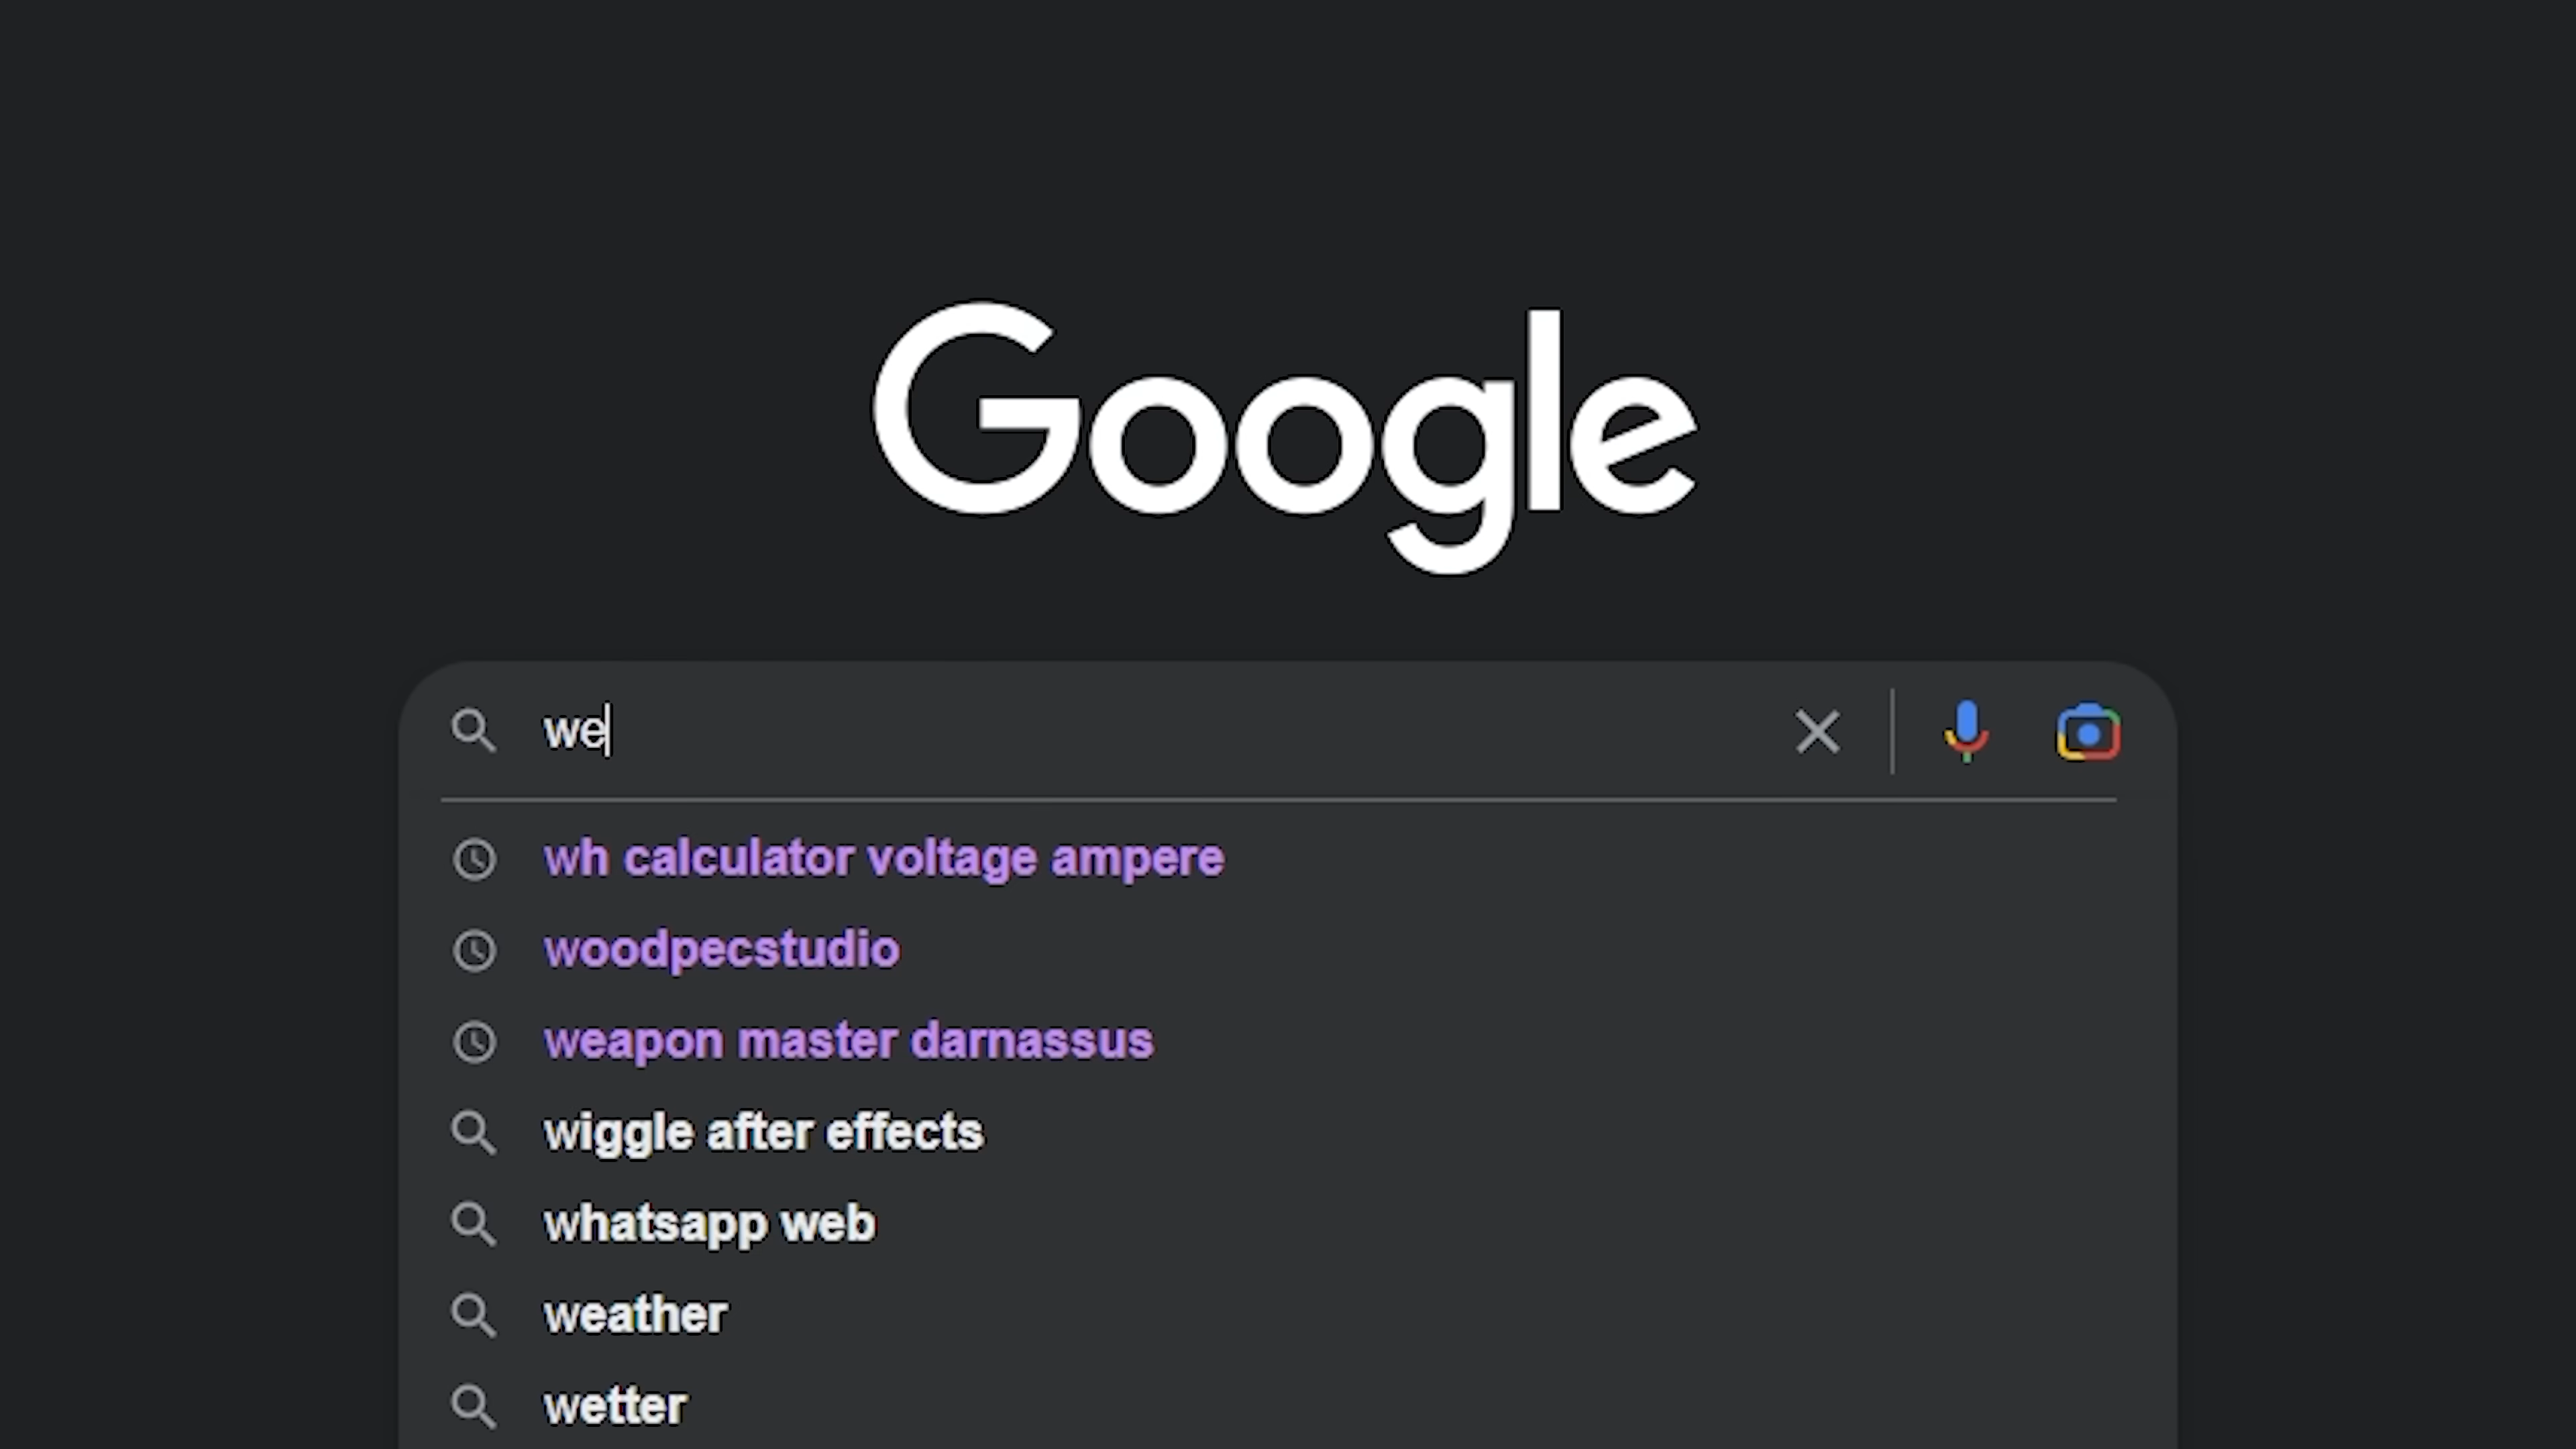 Google
we
wh calculator voltage ampere
woodpecstudio
weapon master darnassus
wiggle after effects
whatsapp web
weather
wetter